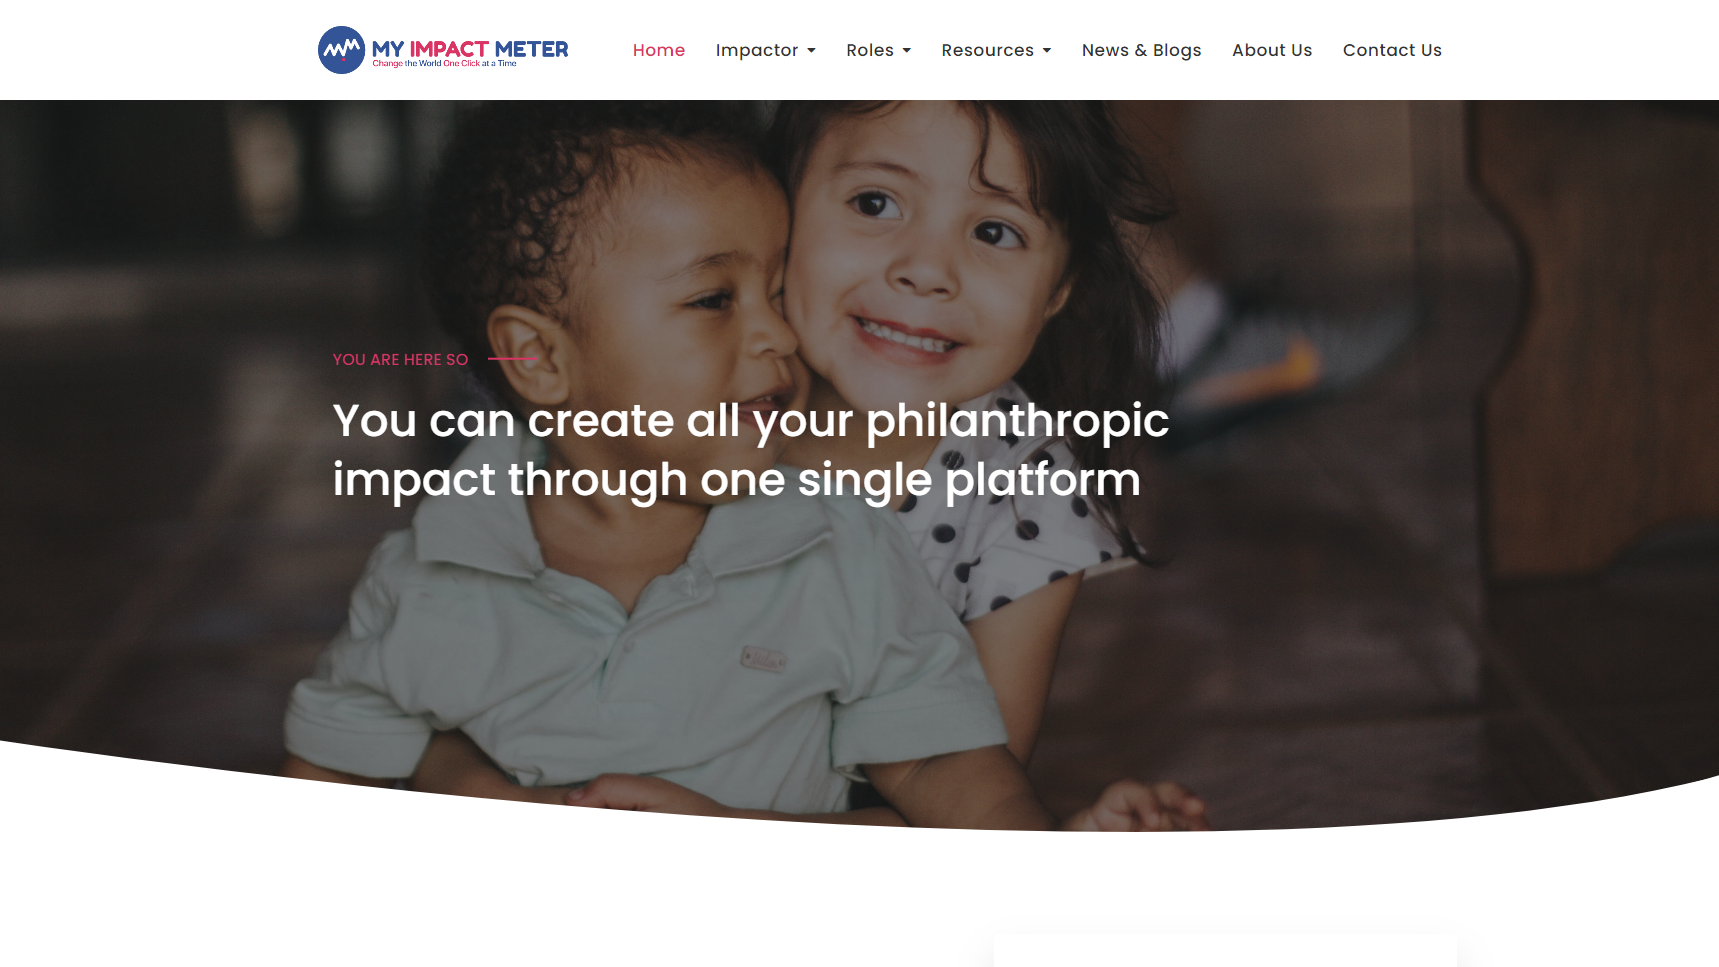 MY IMPACT METER
Change the World One Click at a Time
Home
Impactor
Roles
Resources
News & Blogs
About Us
Contact Us
YOU ARE HERE SO
You can create all your philanthropic
impact through one single platform